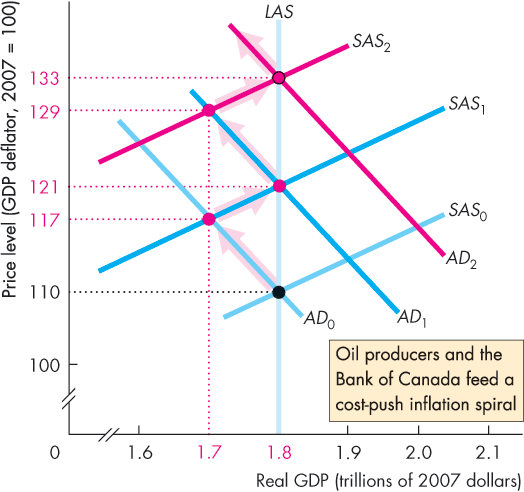 Price level (GDP deflator, 2007 = 100)
LAS
SAS2
133
129
SAS1
121
117
SAS0
110
AD2
AD0
AD1
100
Oil producers and the
Bank of Canada feed a
cost-push inflation spiral
0
1.6
1.7
1.8
1.9
2.0
2.1
Real GDP (trillions of 2007 dollars)